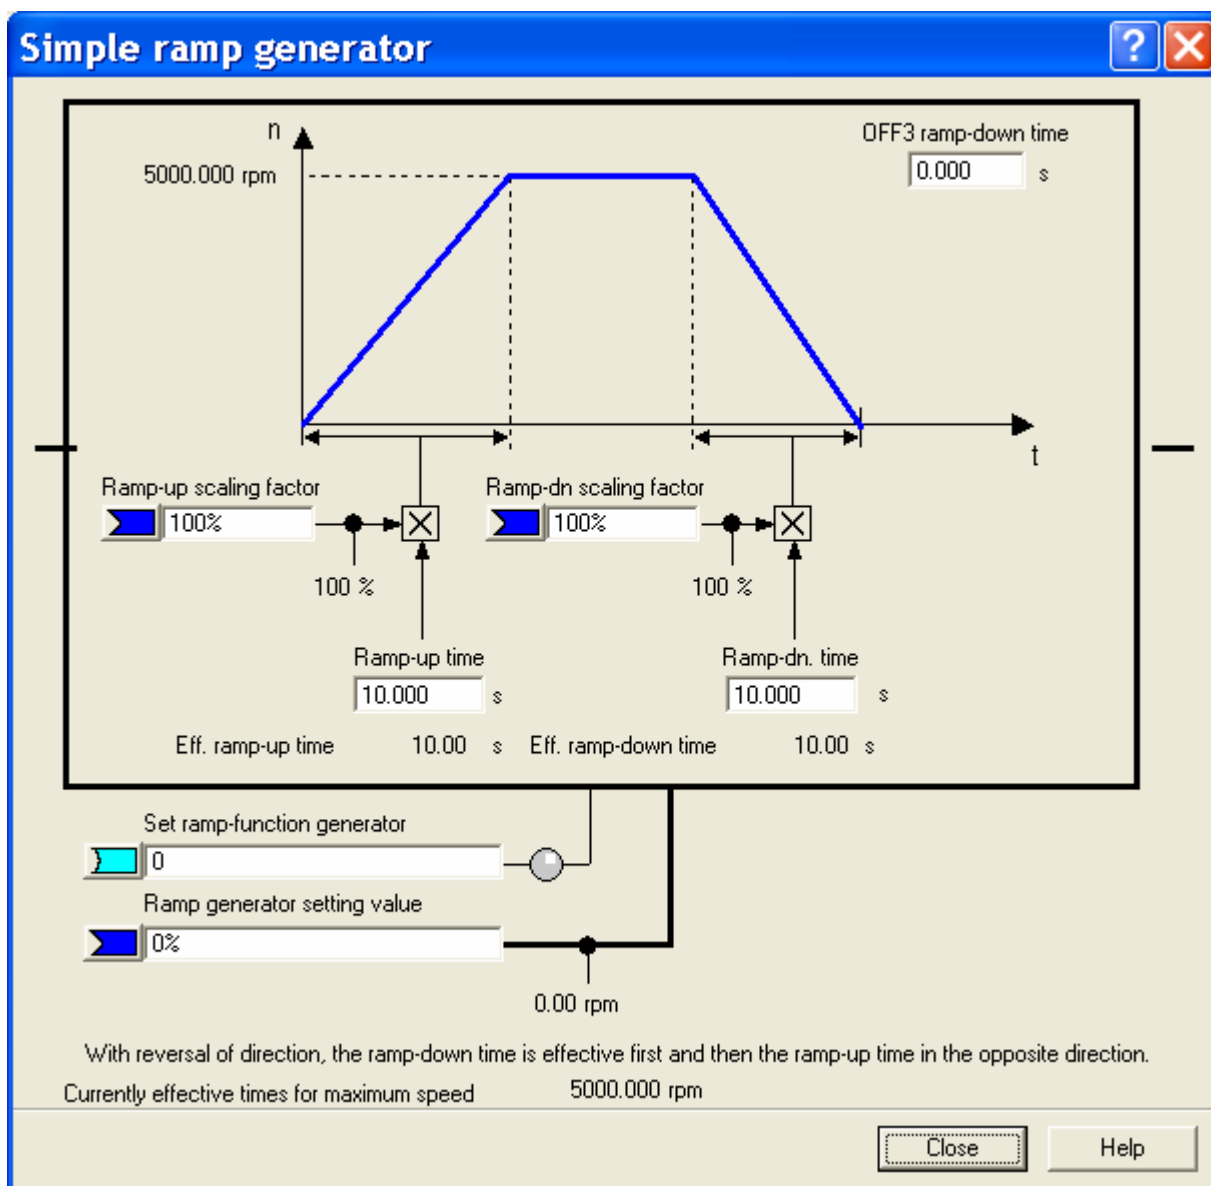 Simple ramp generator
n
OFF3 ramp-down time
5000.000 rpm
0.000 s
t
Ramp-up scaling factor Ramp-dn scaling factor
100% 100%
100 % 100 %
Ramp-up time Ramp-dn. time
10.000 s 10.000 s
Eff. ramp-up time 10.00 s Eff. ramp-down time 10.00 s
Set ramp-function generator
0
Ramp generator setting value
0%
0.00 rpm
With reversal of direction, the ramp-down time is effective first and then the ramp-up time in the opposite direction.
Currently effective times for maximum speed 5000.000 rpm
Close Help